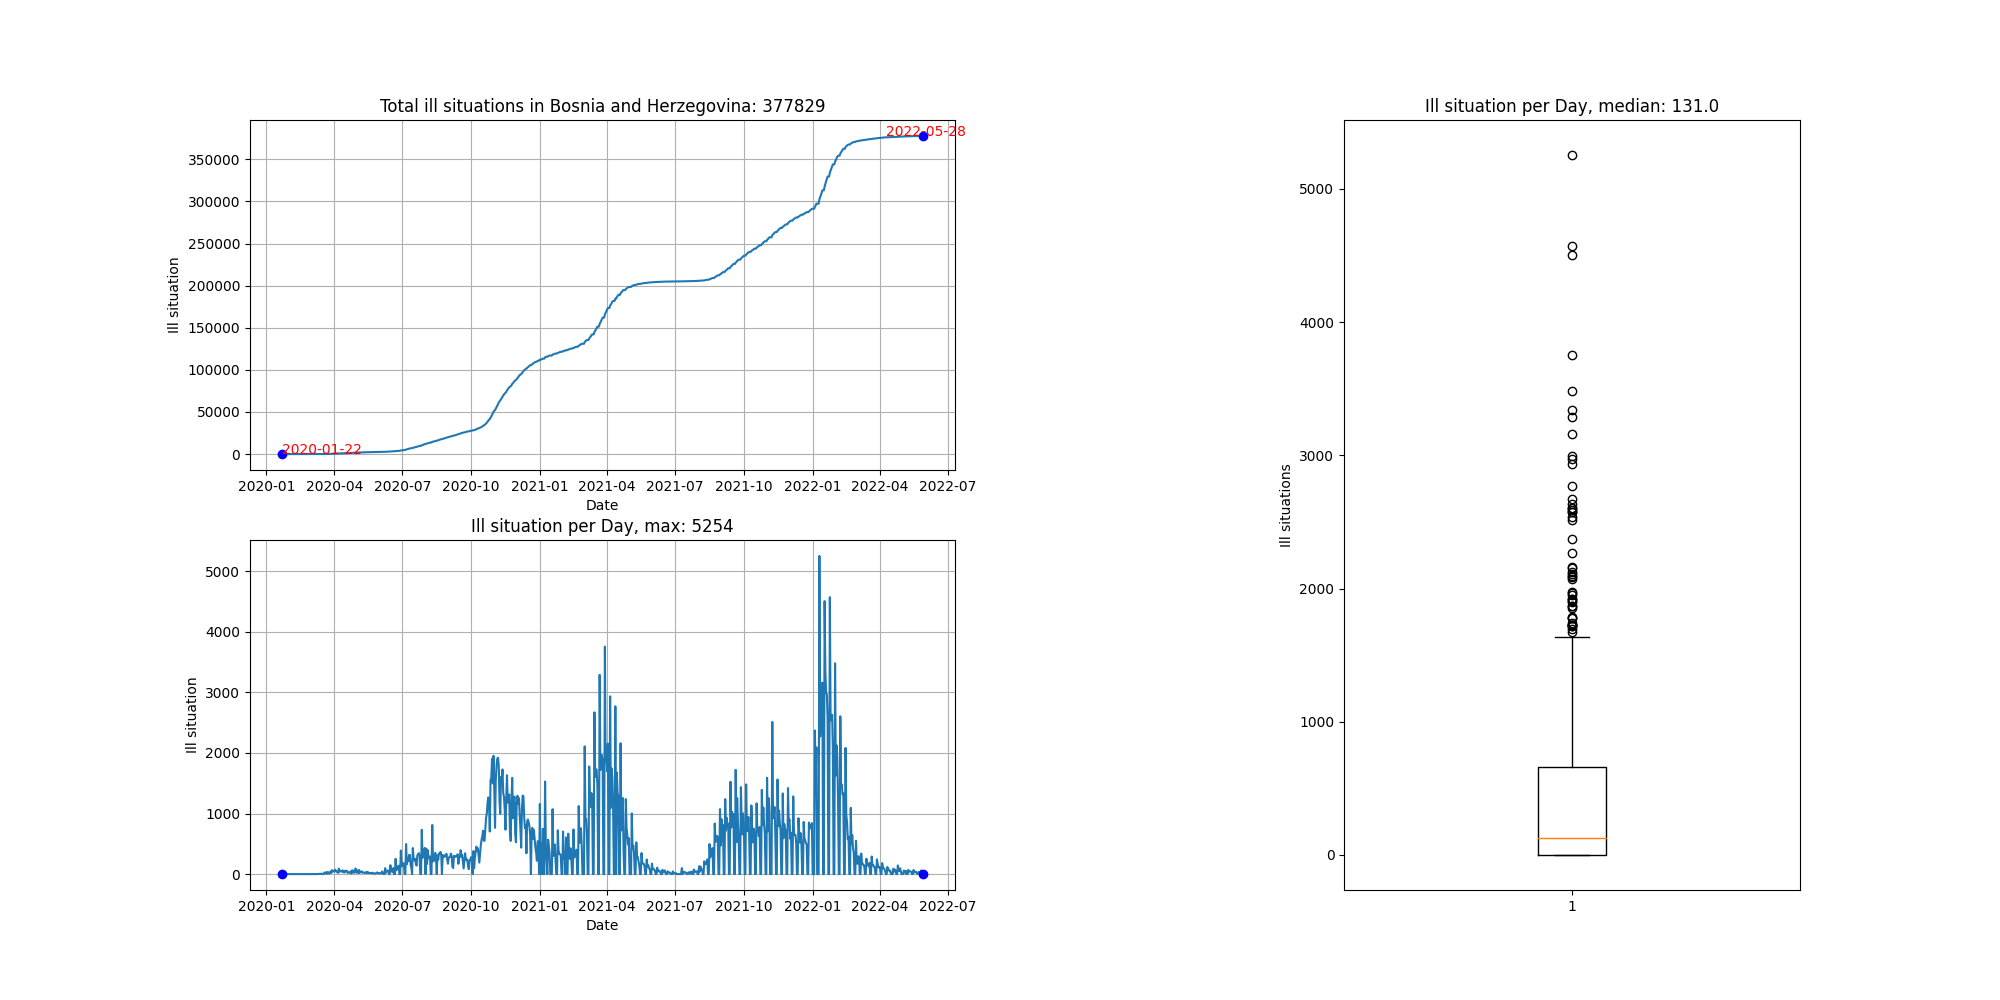 Total ill situations in Bosnia and Herzegovina: 377829
Ill situation
350000
300000
250000
200000
150000
100000
50000
0
2020-01-22
2022-05-28
2020-01 2020-04 2020-07 2020-10 2021-01 2021-04 2021-07 2021-10 2022-01 2022-04 2022-07
Date
Ill situation per Day, max: 5254
Ill situation
5000
4000
3000
2000
1000
0
2020-01 2020-04 2020-07 2020-10 2021-01 2021-04 2021-07 2021-10 2022-01 2022-04 2022-07
Date
Ill situation per Day, median: 131.0
Ill situations
5000
4000
3000
2000
1000
0
1